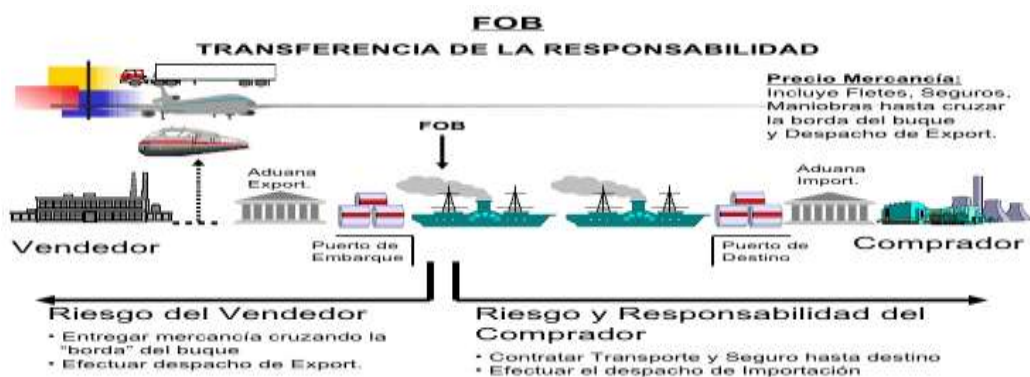 FOB
TRANSFERENCIA DE LA RESPONSABILIDAD
Precio Mercancía:
Incluye Fletes, Seguros,
Maniobras hasta cruzar
la borda del buque
y Despacho de Export.
FOB
Aduana
Export.
Aduana
Import.
Vendedor
Puerto de
Embarque
Puerto de
Destino
Comprador
Riesgo del Vendedor
• Entregar mercancía cruzando la
"borda" del buque
• Efectuar despacho de Export.
Riesgo y Responsabilidad del
Comprador
• Contratar Transporte y Seguro hasta destino
• Efectuar el despacho de Importación